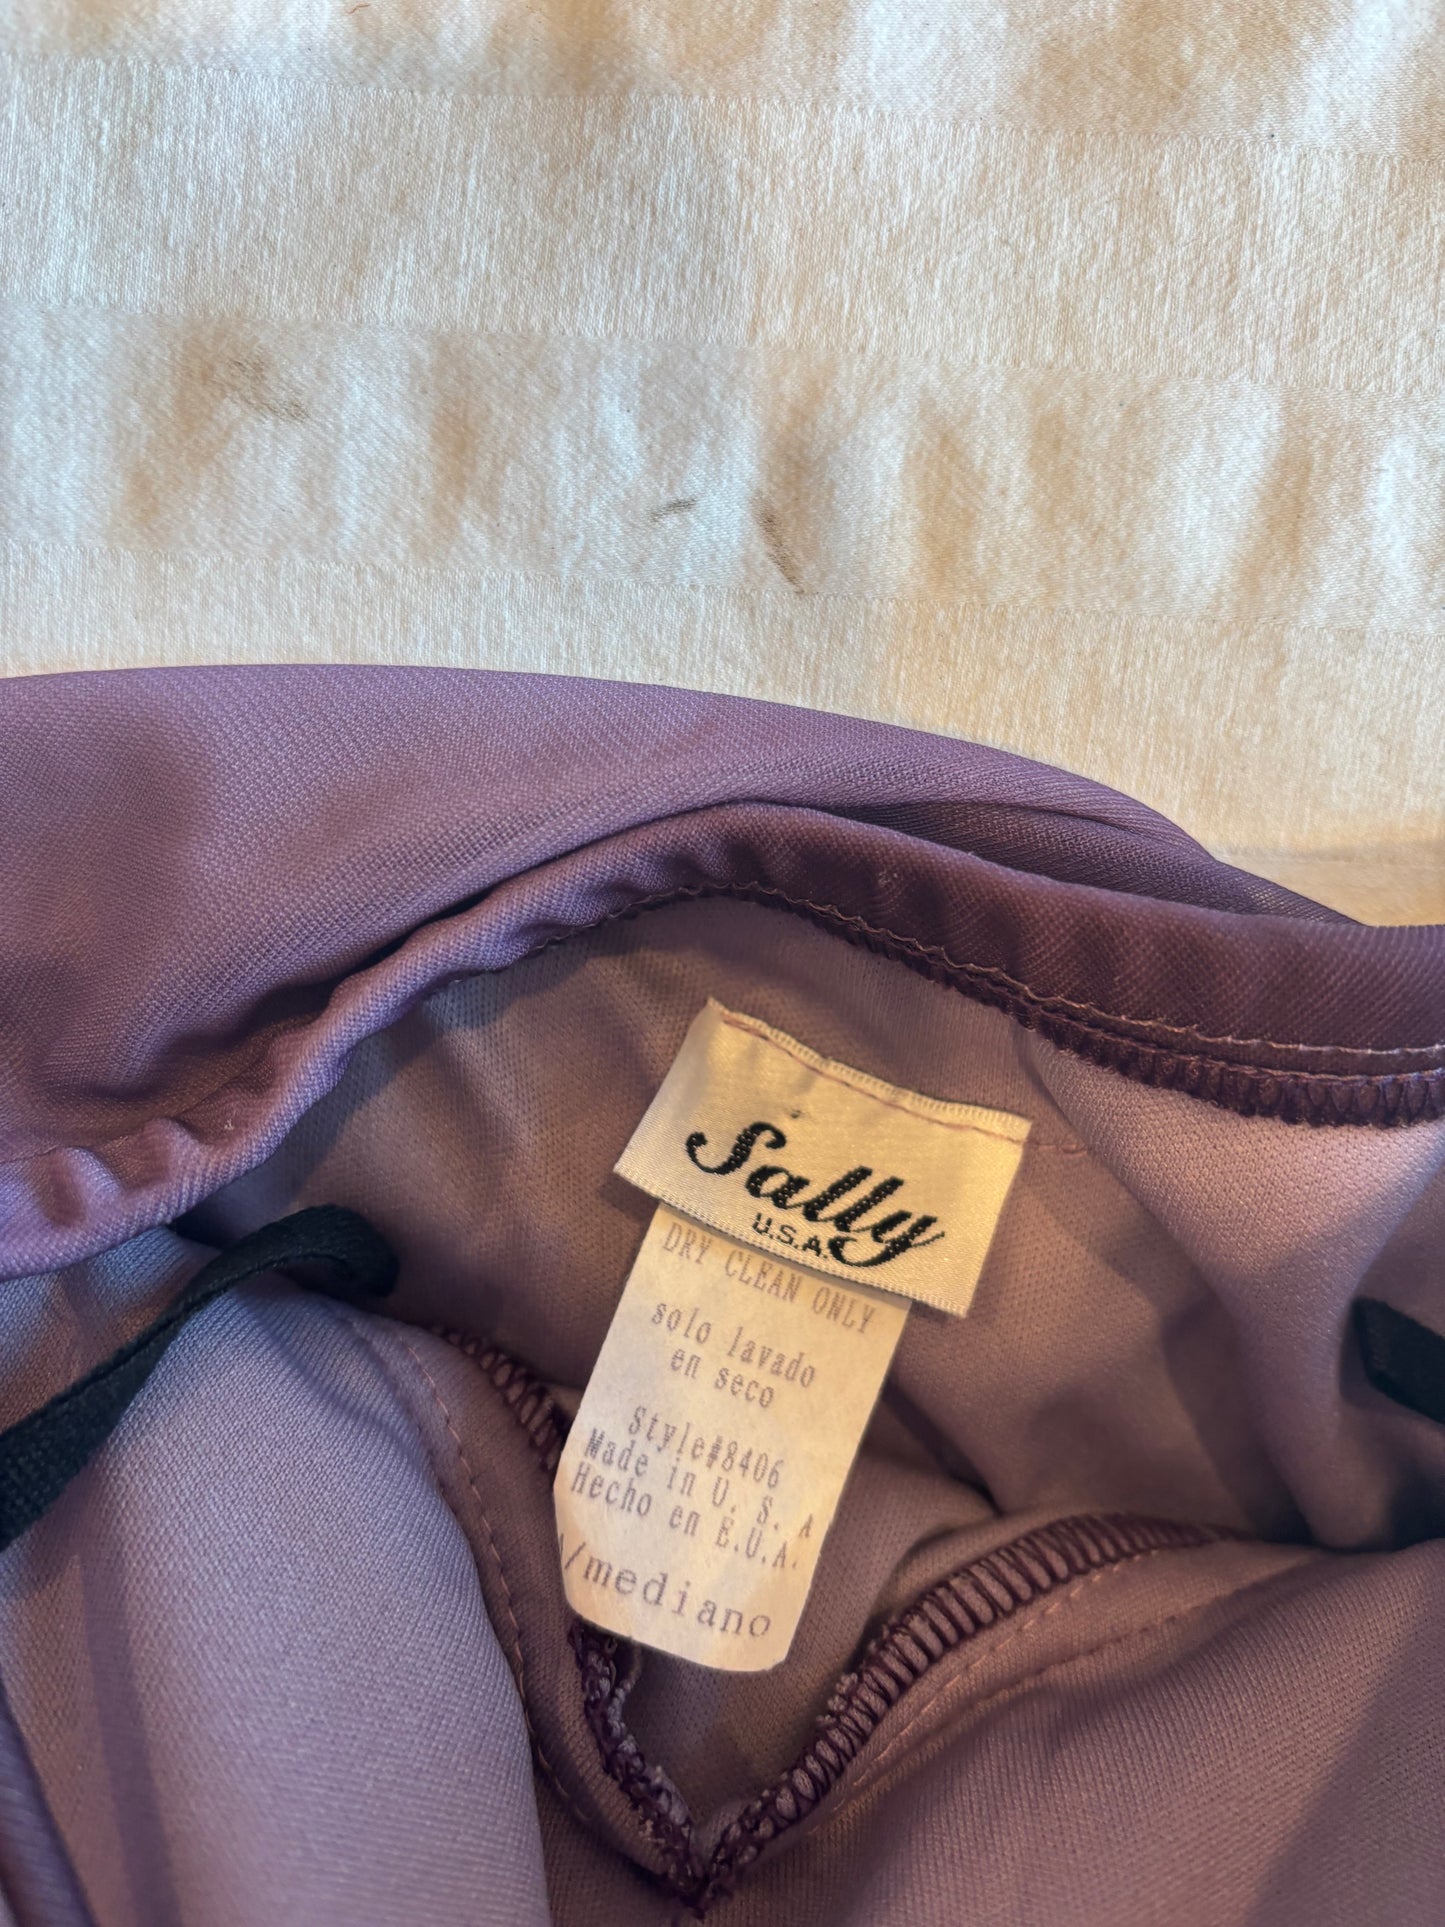 Sally
U.S.A.
DRY CLEAN ONLY
solo lavado
en seco
Style#8406
Made in U. S. A
Hecho en E.U.A.
/mediano